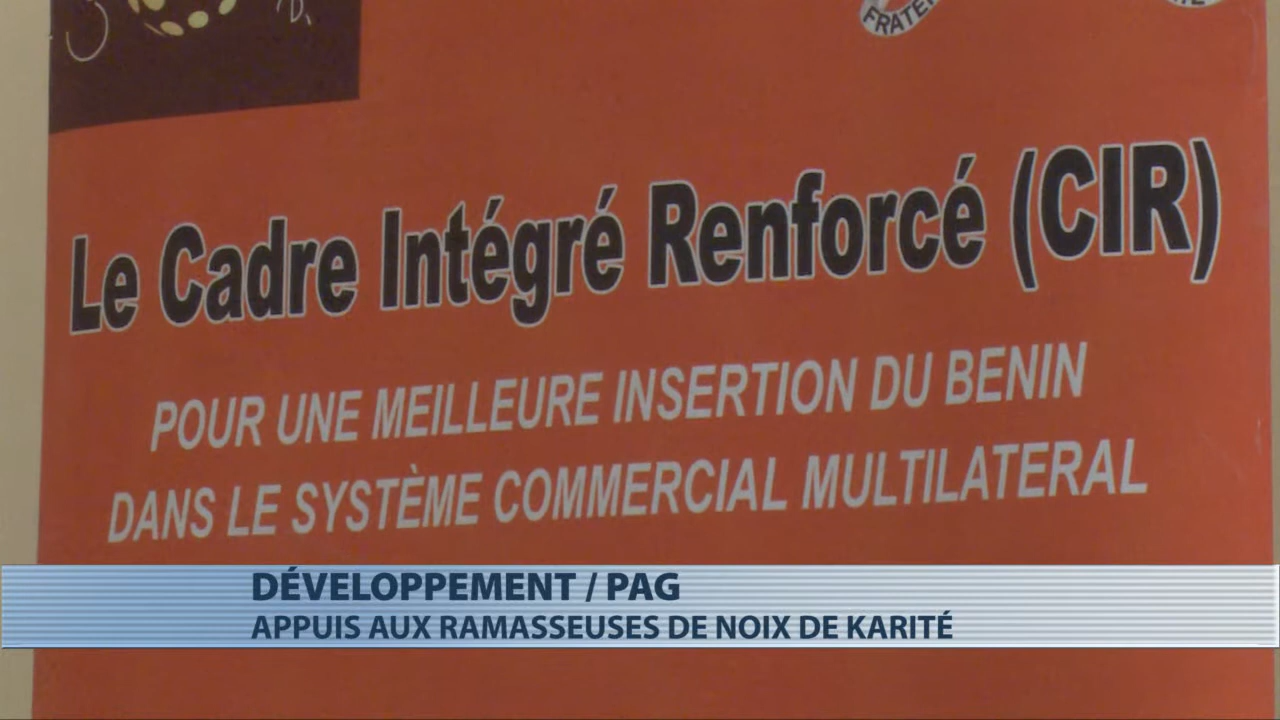 Le Cadre Intégré Renforcé (CIR)
POUR UNE MEILLEURE INSERTION DU BENIN
DANS LE SYSTÈME COMMERCIAL MULTILATERAL
DÉVELOPPEMENT / PAG
APPUIS AUX RAMASSEUSES DE NOIX DE KARITÉ